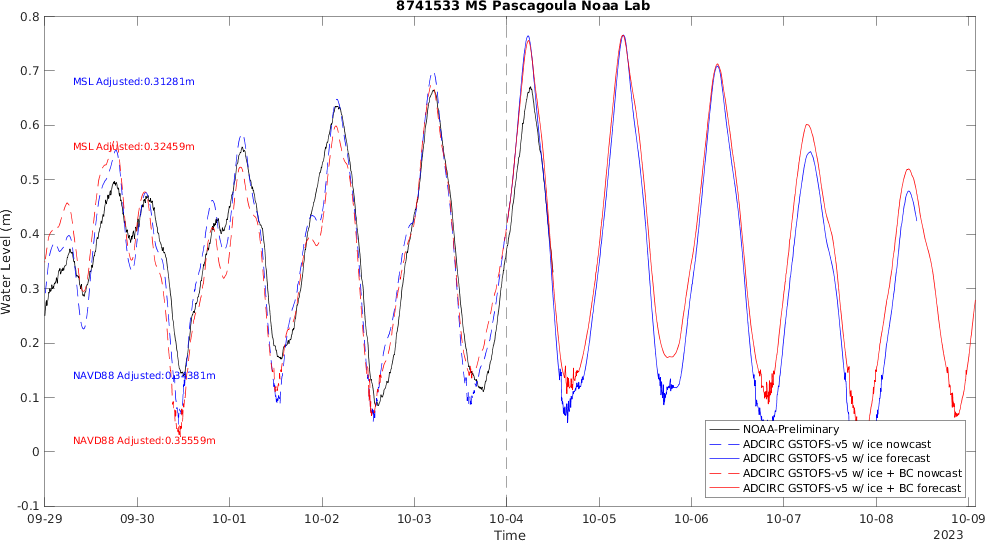 8741533 MS Pascagoula Noaa Lab
0.8
0.7
0.6
0.5
0.4
0.3
0.2
0.1
0
-0.1
Water Level (m)
MSL Adjusted:0.31281m
MSL Adjusted:0.32459m
NAVD88 Adjusted:0.34381m
NAVD88 Adjusted:0.35559m
NOAA-Preliminary
ADCIRC GSTOFS-v5 w/ ice nowcast
ADCIRC GSTOFS-v5 w/ ice forecast
ADCIRC GSTOFS-v5 w/ ice + BC nowcast
ADCIRC GSTOFS-v5 w/ ice + BC forecast
09-29 09-30 10-01 10-02 10-03 10-04 10-05 10-06 10-07 10-08 10-09
Time
2023